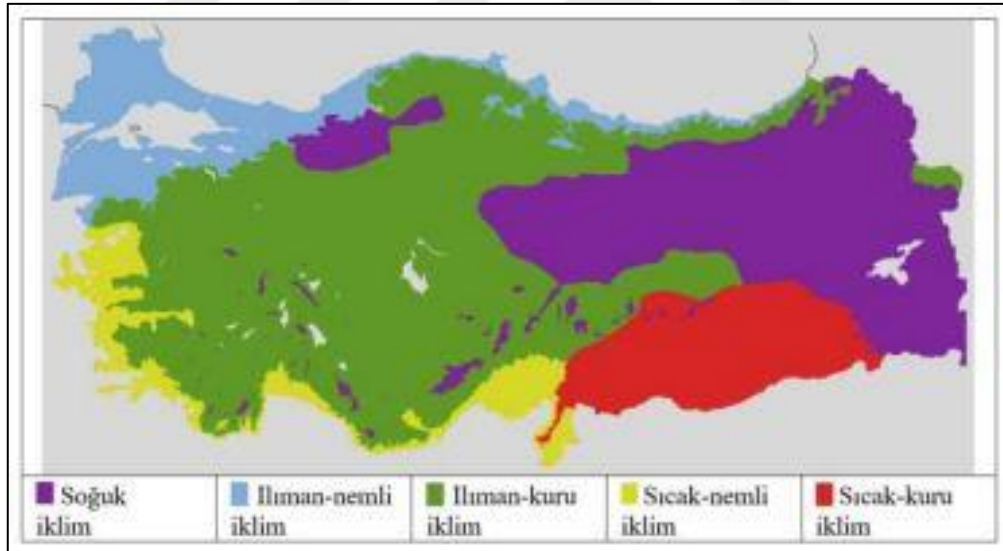 Soğuk
iklim
Ilıman-nemli
iklim
Ilıman-kuru
iklim
Sıcak-nemli
iklim
Sıcak-kuru
iklim